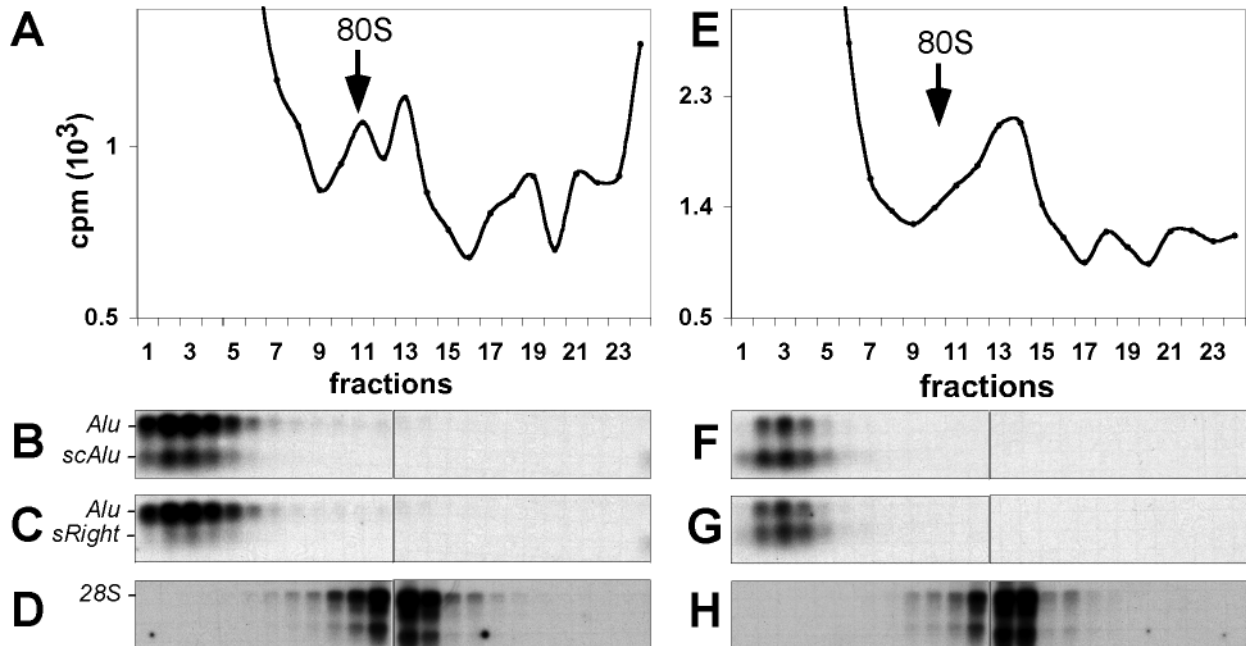 A
80S
1
0.5
cpm (10³)
1 3 5 7 9 11 13 15 17 19 21 23
fractions
B
Alu
scAlu
C
Alu
sRight
D
28S
E
80S
2.3
1.4
0.5
1 3 5 7 9 11 13 15 17 19 21 23
fractions
F
G
H